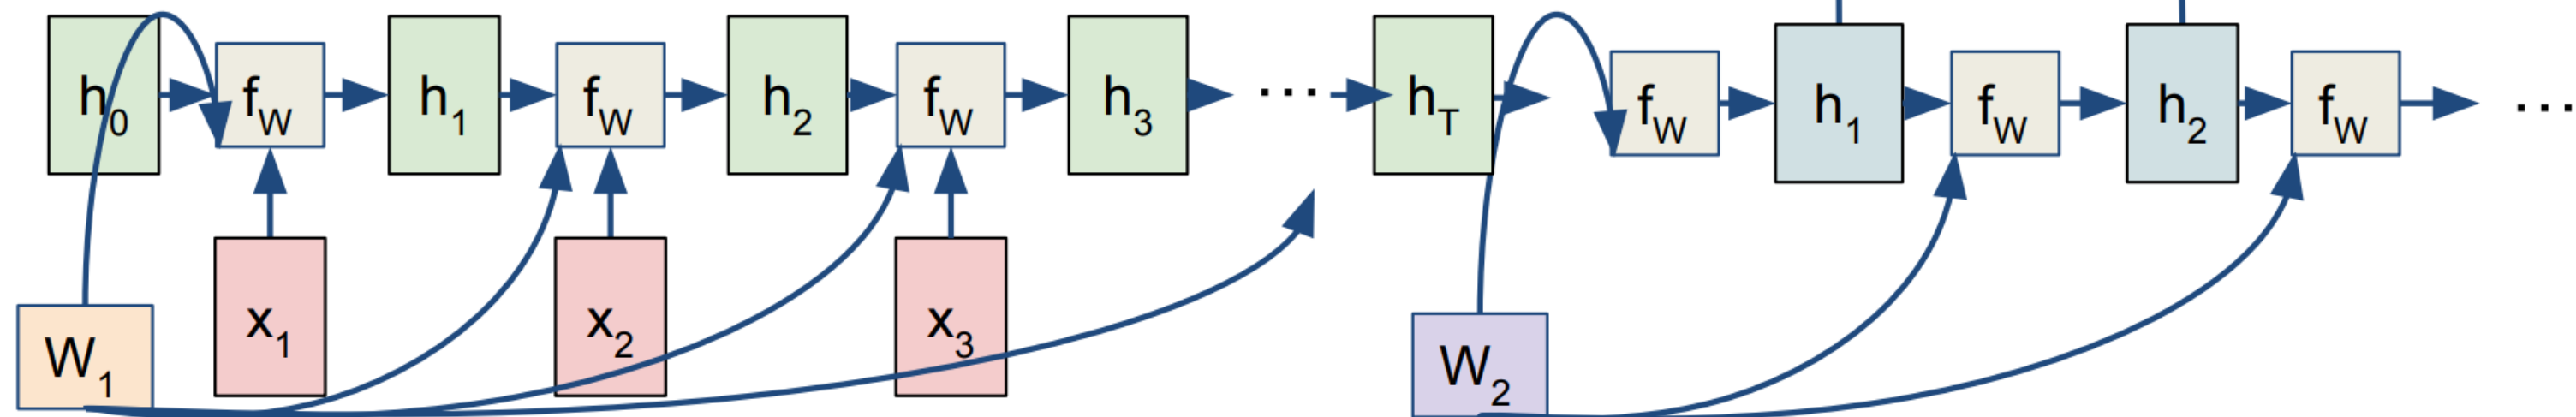 h0 fW h1 fW h2 fW h3 ... hT fW h1 fW h2 fW ...
x1 x2 x3
W1 W2